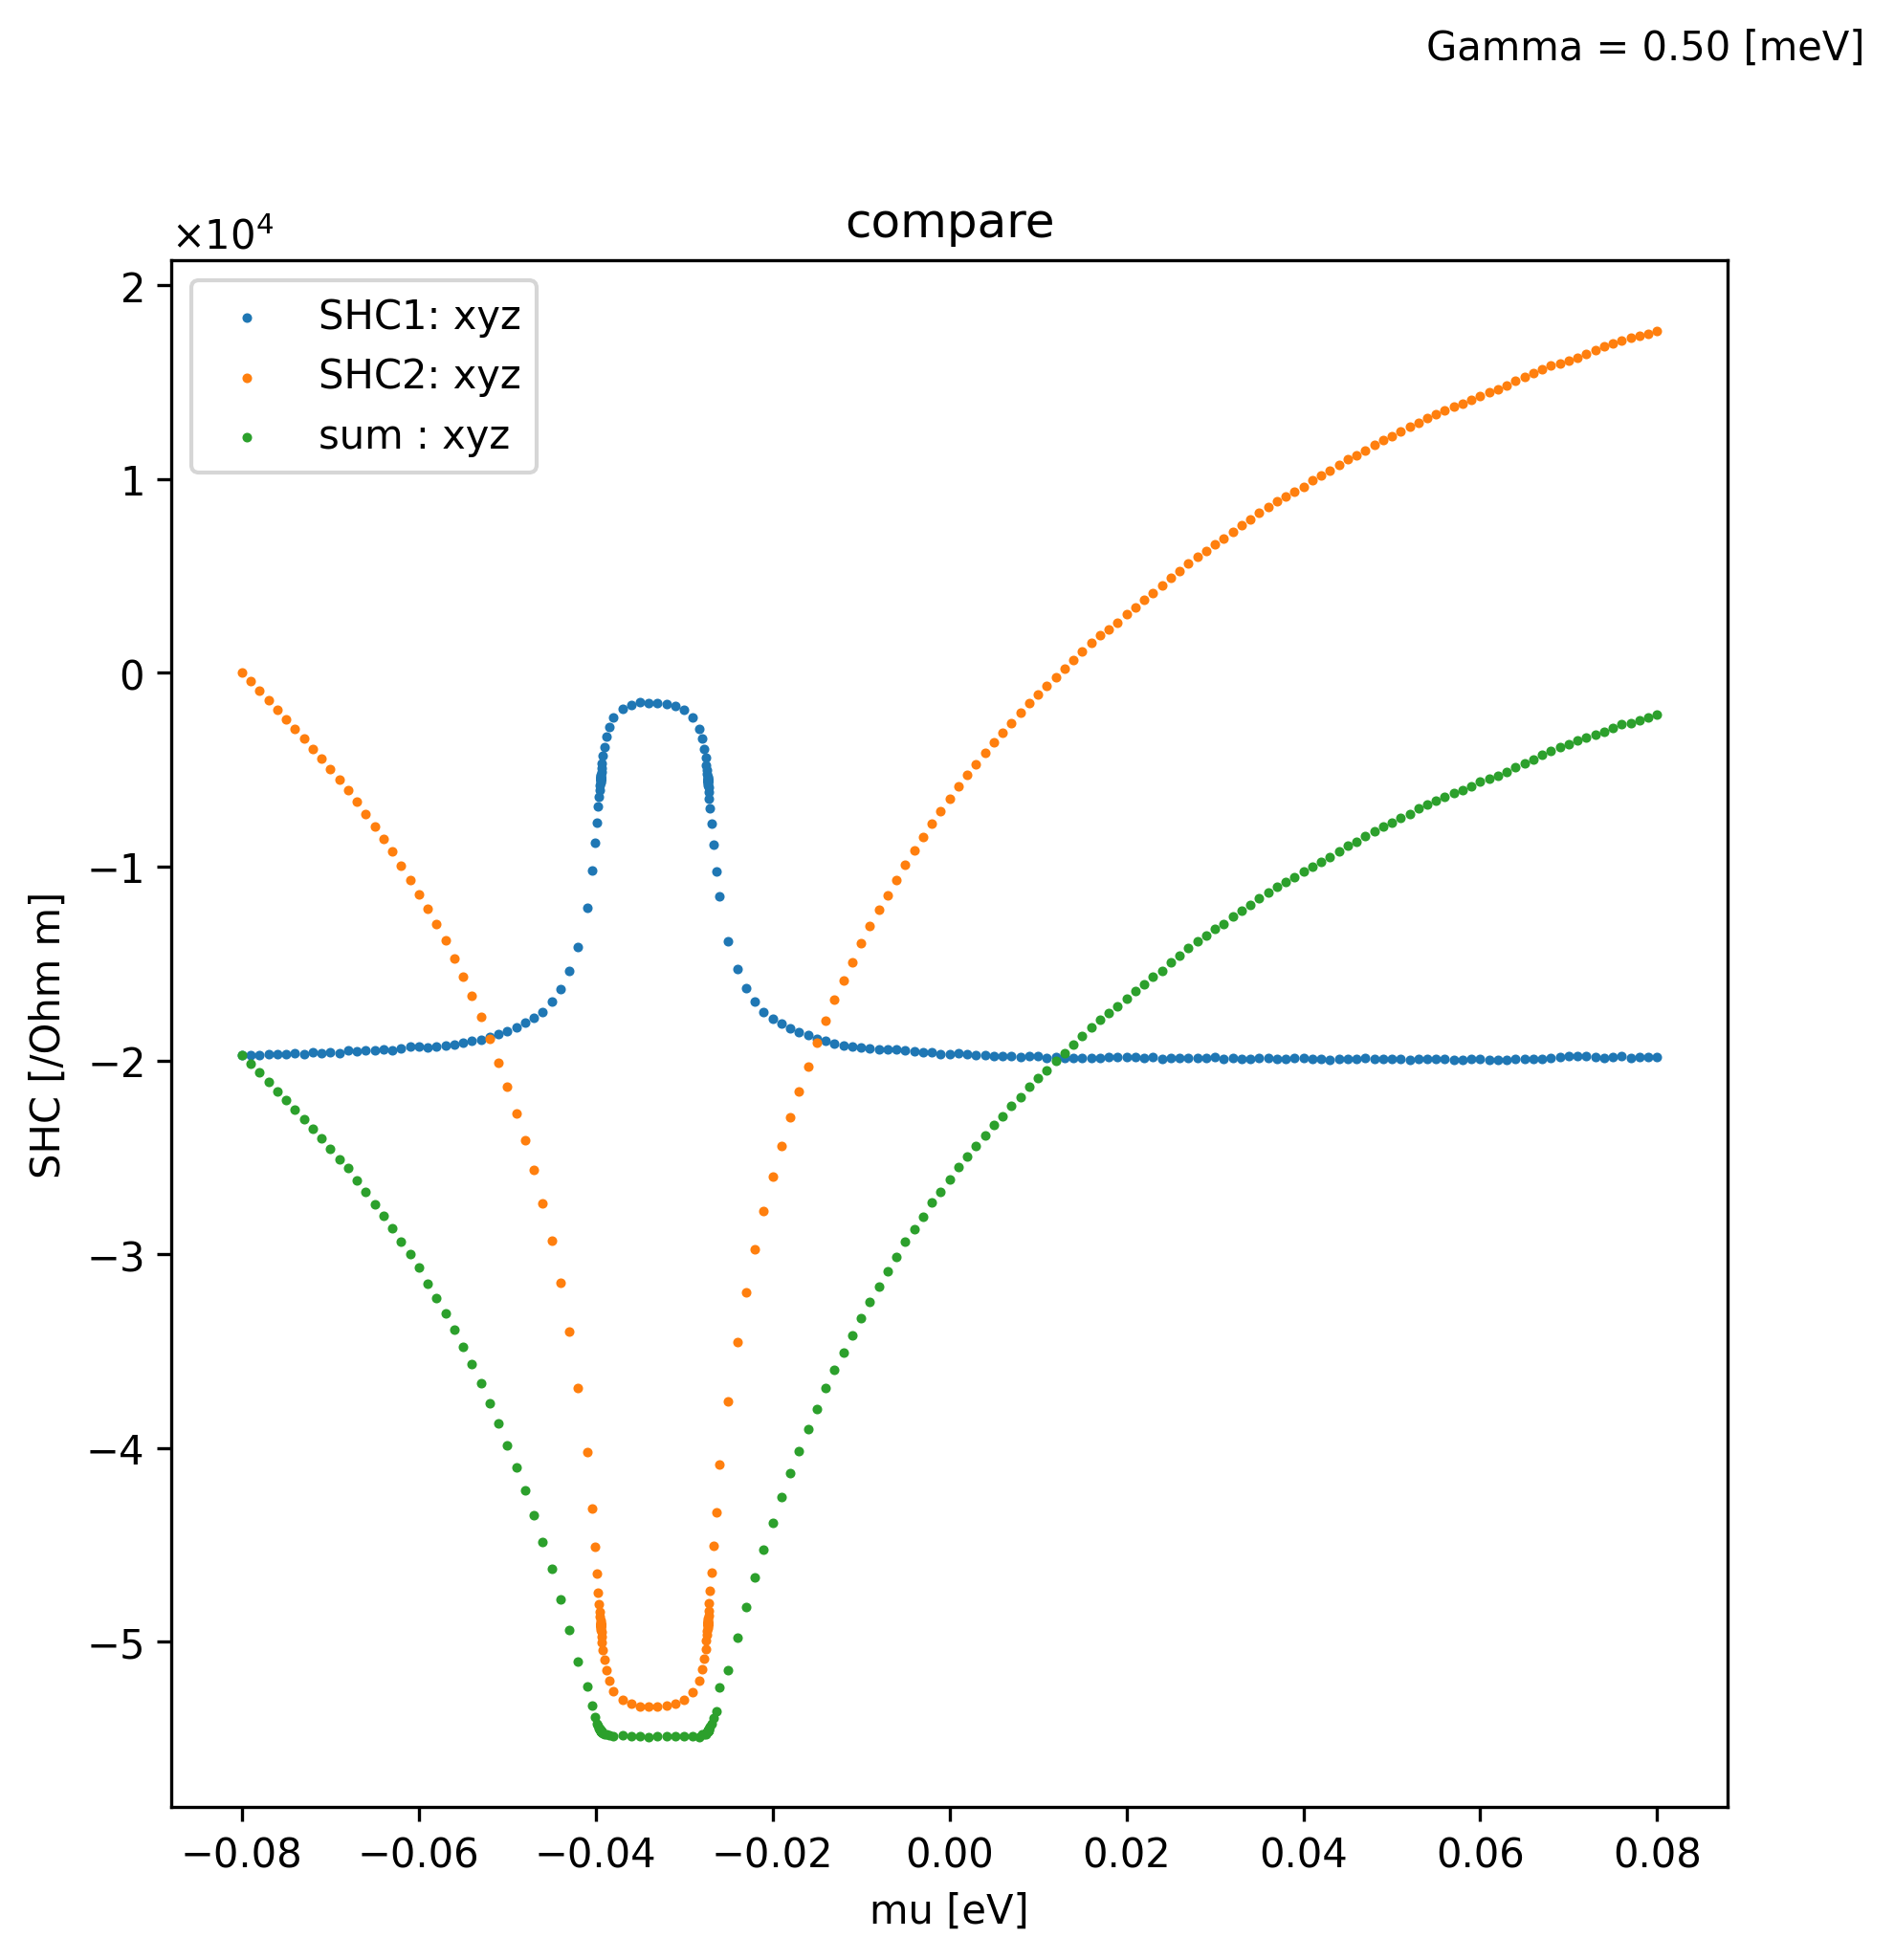 Gamma = 0.50 [meV]
compare
×10⁴
SHC1: xyz
SHC2: xyz
sum : xyz
2
1
0
−1
−2
−3
−4
−5
SHC [/Ohm m]
−0.08 −0.06 −0.04 −0.02 0.00 0.02 0.04 0.06 0.08
mu [eV]